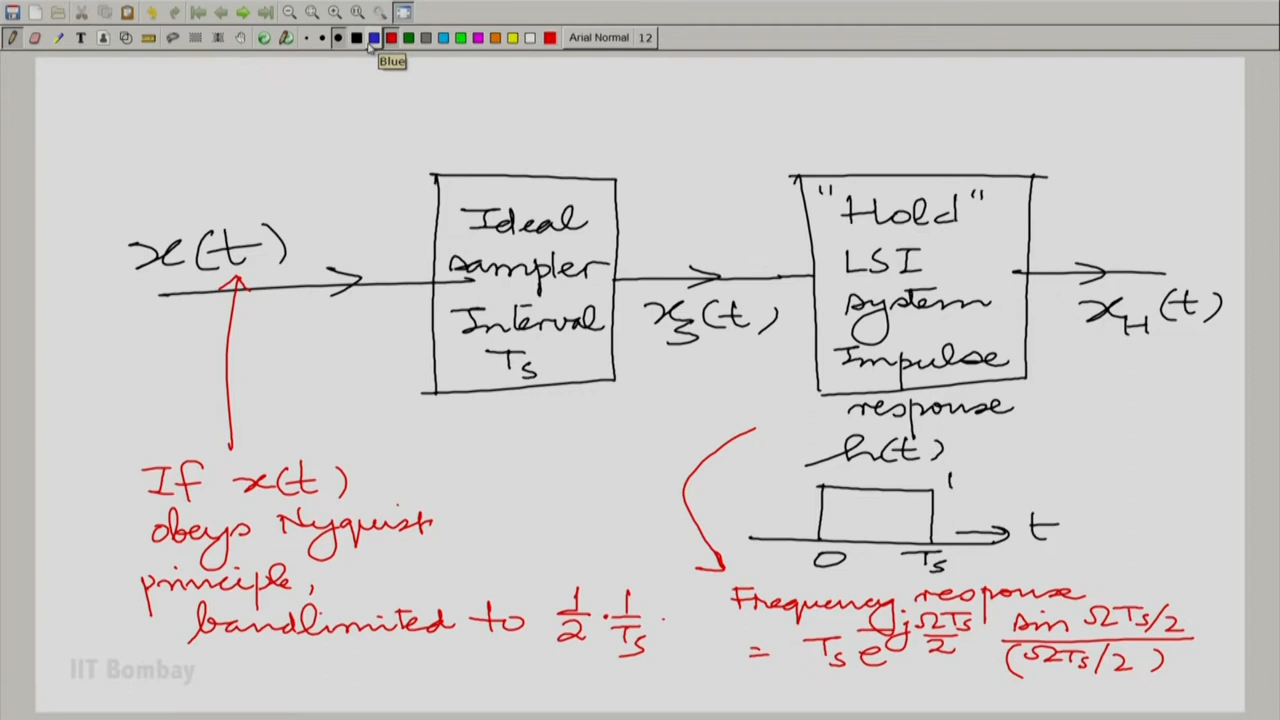 Arial Normal 12
Blue
x(t)
Ideal
sampler
Interval
Ts
xs(t)
"Hold"
LSI
system
Impulse
response
h(t)
xH(t)
1
0 Ts t
If x(t)
obeys Nyquist
principle,
bandlimited to 1/2 · 1/Ts
Frequency response
= Ts e^(-jΩTs/2) sin ΩTs/2 / (ΩTs/2)
IIT Bombay